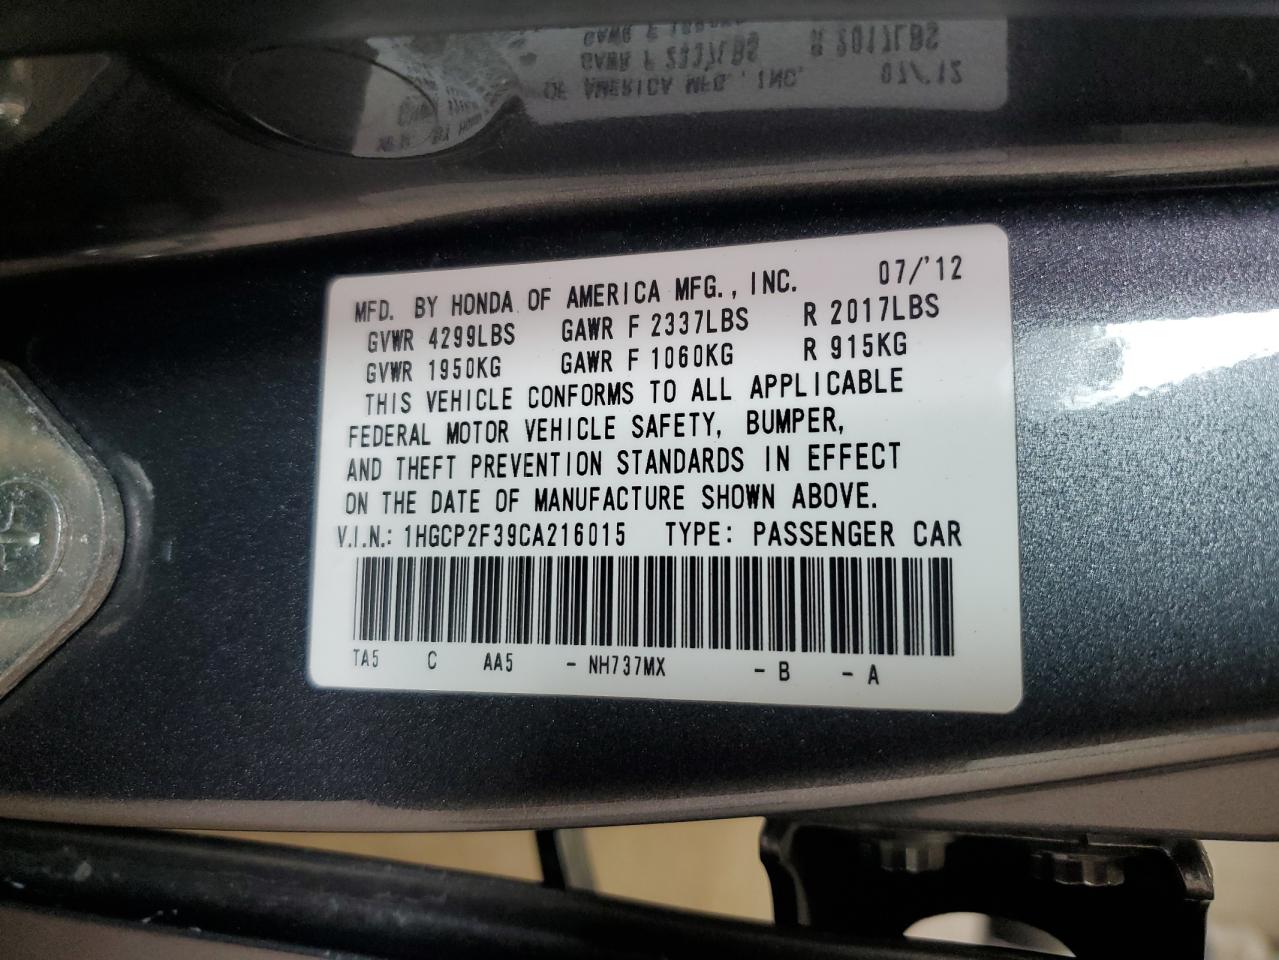 MFD. BY HONDA OF AMERICA MFG., INC. 07/'12
GVWR 4299LBS GAWR F 2337LBS R 2017LBS
GVWR 1950KG GAWR F 1060KG R 915KG
THIS VEHICLE CONFORMS TO ALL APPLICABLE
FEDERAL MOTOR VEHICLE SAFETY, BUMPER,
AND THEFT PREVENTION STANDARDS IN EFFECT
ON THE DATE OF MANUFACTURE SHOWN ABOVE.
V.I.N.: 1HGCP2F39CA216015 TYPE: PASSENGER CAR
TA5 C AA5 - NH737MX - B - A